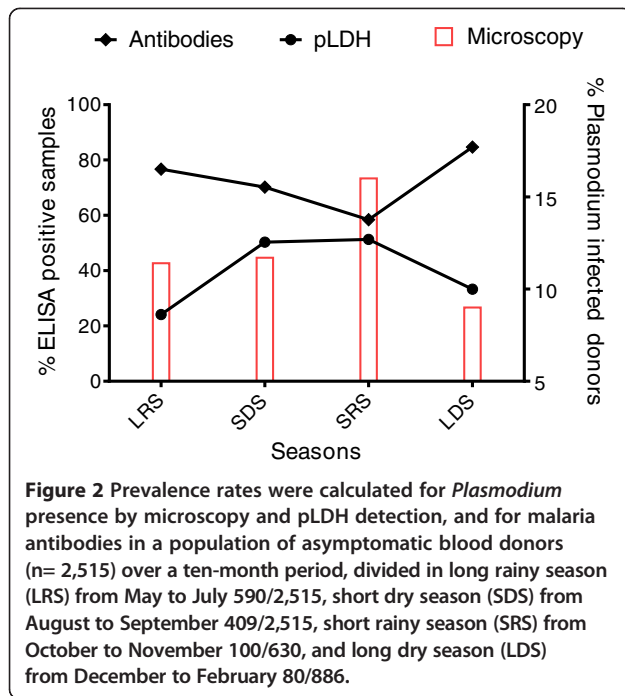 Antibodies pLDH Microscopy
100 20
80
15
60
40
10
20
0 5
% ELISA positive samples
% Plasmodium infected donors
LRS SDS SRS LDS
Seasons
Figure 2 Prevalence rates were calculated for Plasmodium
presence by microscopy and pLDH detection, and for malaria
antibodies in a population of asymptomatic blood donors
(n= 2,515) over a ten-month period, divided in long rainy season
(LRS) from May to July 590/2,515, short dry season (SDS) from
August to September 409/2,515, short rainy season (SRS) from
October to November 100/630, and long dry season (LDS)
from December to February 80/886.